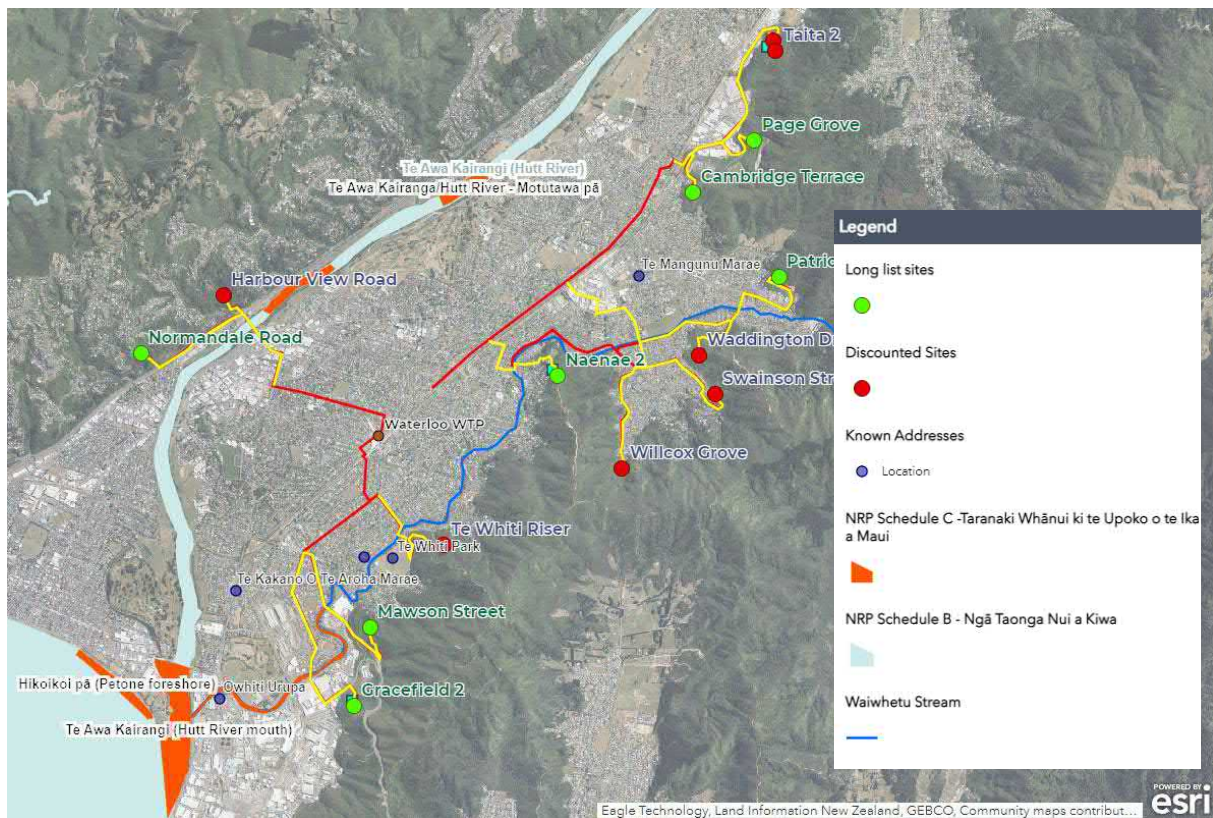 Taita 2
Page Grove
Te Awa Kairangi (Hutt River)
Te Awa Kairanga/Hutt River - Motutawa pā
Cambridge Terrace
Te Mangunu Marae
Patric
Harbour View Road
Normandale Road
Waddington D
Naenae 2
Swainson Str
Waterloo WTP
Willcox Grove
Te Whiti Riser
Te Whiti Park
Te Kakano O Te Aroha Marae
Mawson Street
Hikoikoi pā (Petone foreshore)
Owhiti Urupa
Gracefield 2
Te Awa Kairangi (Hutt River mouth)
Legend
Long list sites
Discounted Sites
Known Addresses
Location
NRP Schedule C -Taranaki Whānui ki te Upoko o te Ika
a Maui
NRP Schedule B - Ngā Taonga Nui a Kiwa
Waiwhetu Stream
Eagle Technology, Land Information New Zealand, GEBCO, Community maps contribut...
POWERED BY
esri